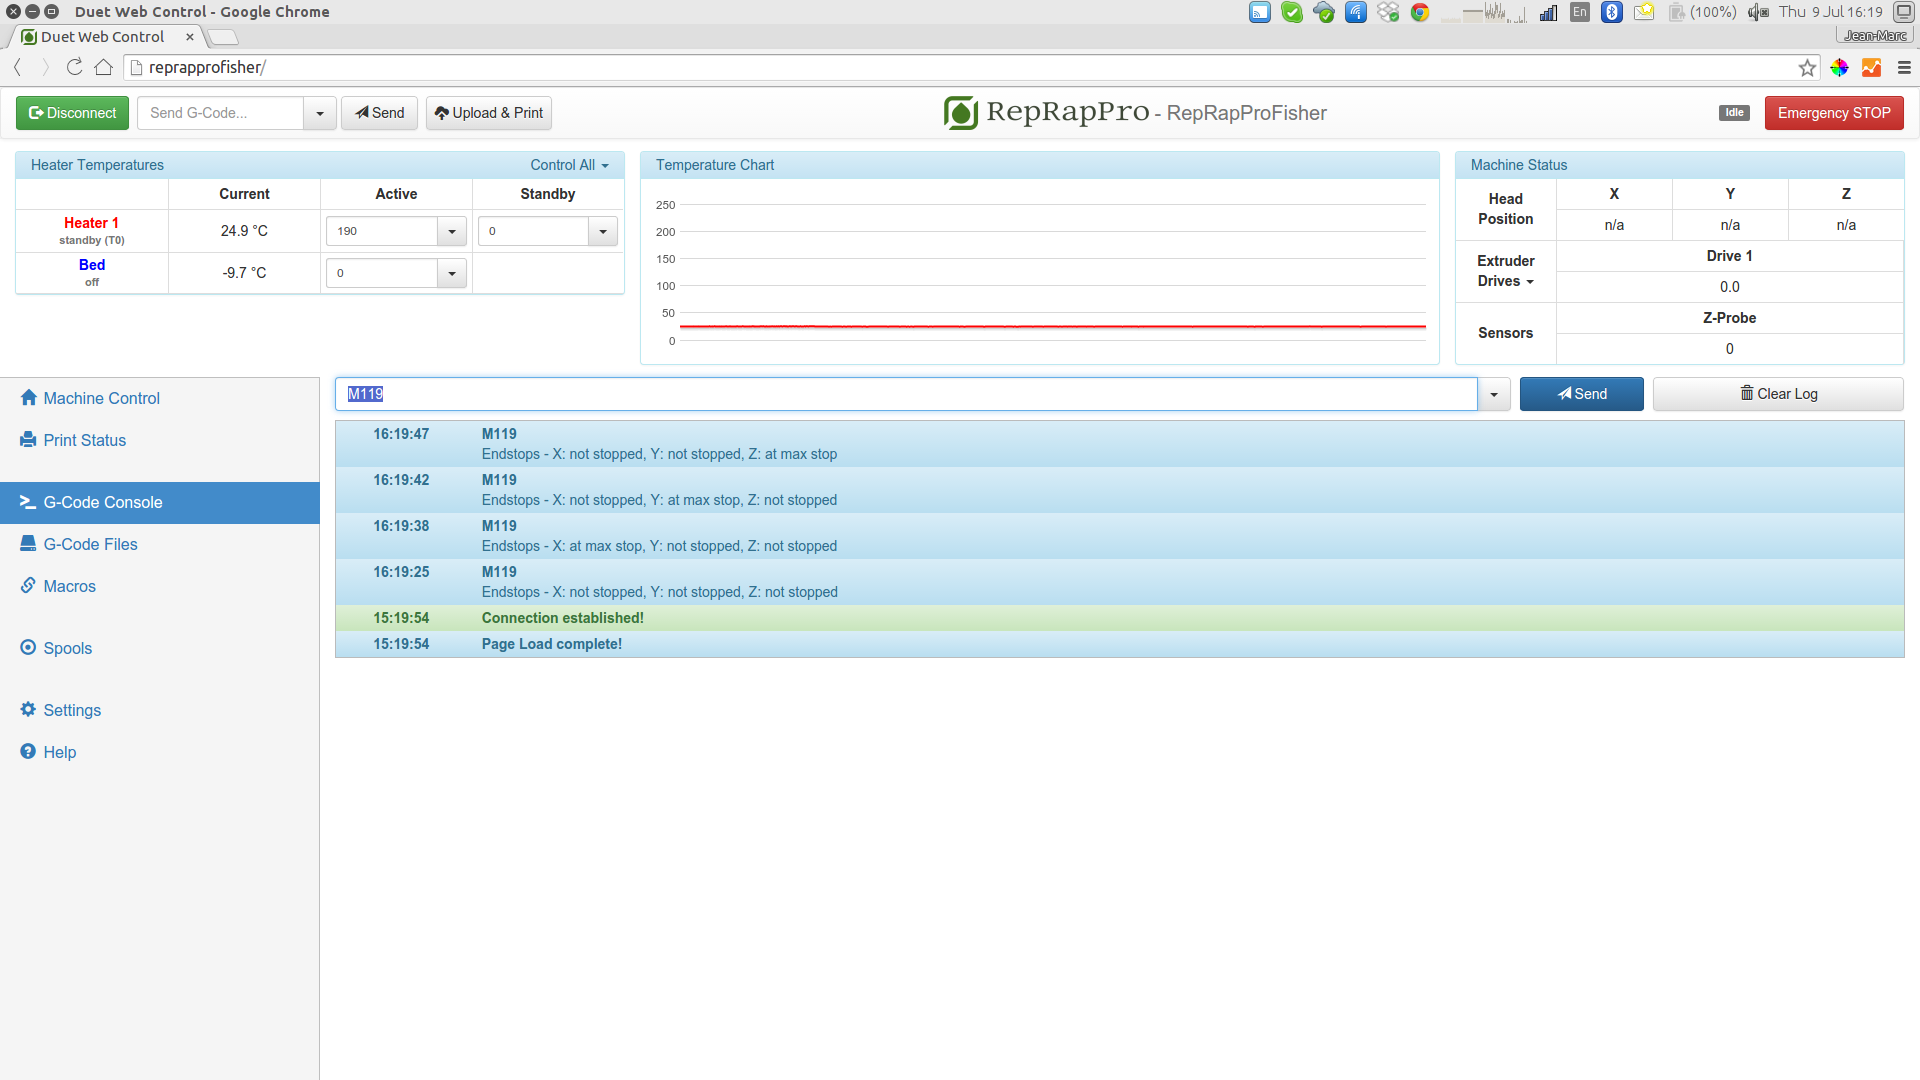 Duet Web Control - Google Chrome
En
(100%)
Thu 9 Jul 16:19
Duet Web Control
Jean-Marc
reprapprofisher/
Disconnect
Send G-Code...
Send
Upload & Print
RepRapPro - RepRapProFisher
Idle
Emergency STOP
Heater Temperatures
Control All
Current Active Standby
Heater 1
standby (T0)
24.9 °C
190
0
Bed
off
-9.7 °C
0
Temperature Chart
250
200
150
100
50
0
Machine Status
Head Position
X Y Z
n/a n/a n/a
Extruder Drives
Drive 1
0.0
Sensors
Z-Probe
0
Machine Control
Print Status
G-Code Console
G-Code Files
Macros
Spools
Settings
Help
M119
Send
Clear Log
16:19:47 M119
Endstops - X: not stopped, Y: not stopped, Z: at max stop
16:19:42 M119
Endstops - X: not stopped, Y: at max stop, Z: not stopped
16:19:38 M119
Endstops - X: at max stop, Y: not stopped, Z: not stopped
16:19:25 M119
Endstops - X: not stopped, Y: not stopped, Z: not stopped
15:19:54 Connection established!
15:19:54 Page Load complete!